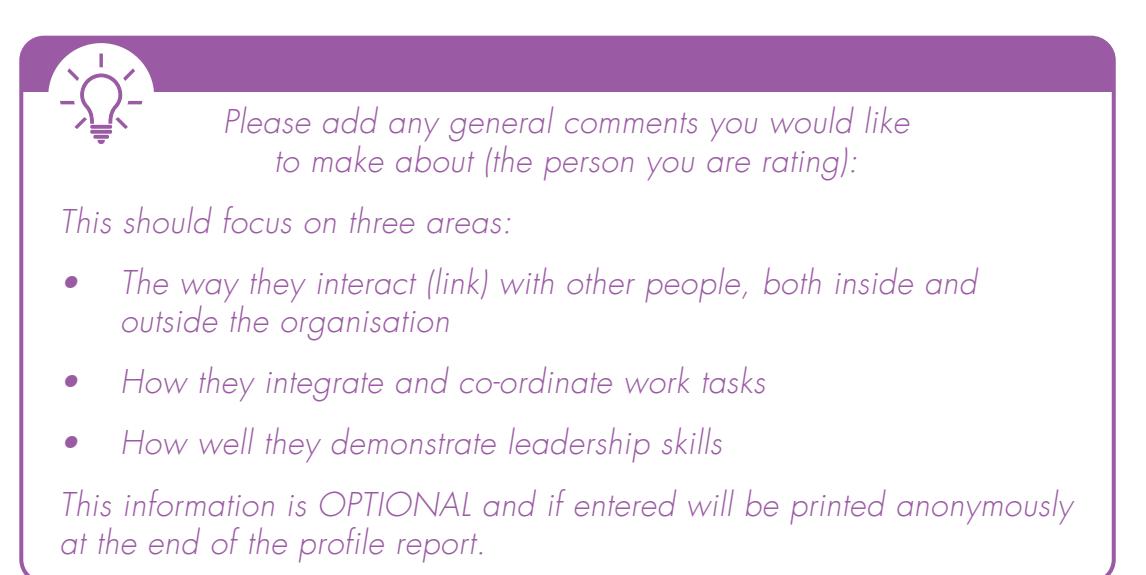 Please add any general comments you would like
to make about (the person you are rating):
This should focus on three areas:
• The way they interact (link) with other people, both inside and
outside the organisation
• How they integrate and co-ordinate work tasks
• How well they demonstrate leadership skills
This information is OPTIONAL and if entered will be printed anonymously
at the end of the profile report.